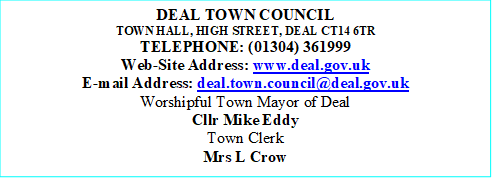 DEAL TOWN COUNCIL
TOWN HALL, HIGH STREET, DEAL CT14 6TR
TELEPHONE: (01304) 361999
Web-Site Address: www.deal.gov.uk
E-mail Address: deal.town.council@deal.gov.uk
Worshipful Town Mayor of Deal
Cllr Mike Eddy
Town Clerk
Mrs L Crow